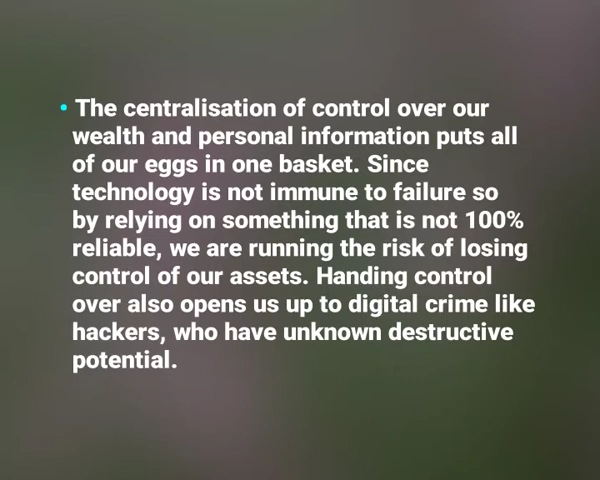 • The centralisation of control over our
wealth and personal information puts all
of our eggs in one basket. Since
technology is not immune to failure so
by relying on something that is not 100%
reliable, we are running the risk of losing
control of our assets. Handing control
over also opens us up to digital crime like
hackers, who have unknown destructive
potential.